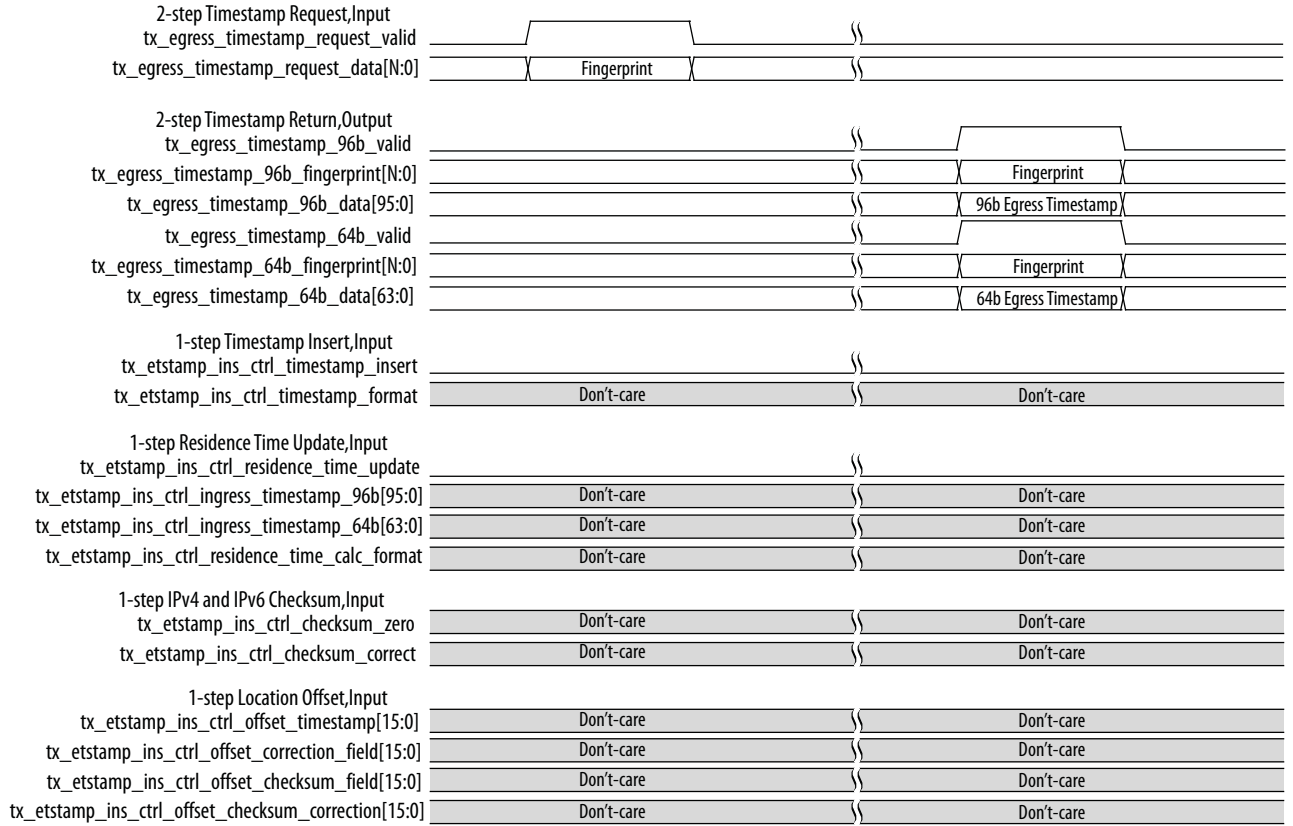 2-step Timestamp Request,Input
tx_egress_timestamp_request_valid
tx_egress_timestamp_request_data[N:0] Fingerprint
2-step Timestamp Return,Output
tx_egress_timestamp_96b_valid
tx_egress_timestamp_96b_fingerprint[N:0] Fingerprint
tx_egress_timestamp_96b_data[95:0] 96b Egress Timestamp
tx_egress_timestamp_64b_valid
tx_egress_timestamp_64b_fingerprint[N:0] Fingerprint
tx_egress_timestamp_64b_data[63:0] 64b Egress Timestamp
1-step Timestamp Insert,Input
tx_etstamp_ins_ctrl_timestamp_insert
tx_etstamp_ins_ctrl_timestamp_format Don't-care Don't-care
1-step Residence Time Update,Input
tx_etstamp_ins_ctrl_residence_time_update
tx_etstamp_ins_ctrl_ingress_timestamp_96b[95:0] Don't-care Don't-care
tx_etstamp_ins_ctrl_ingress_timestamp_64b[63:0] Don't-care Don't-care
tx_etstamp_ins_ctrl_residence_time_calc_format Don't-care Don't-care
1-step IPv4 and IPv6 Checksum,Input
tx_etstamp_ins_ctrl_checksum_zero Don't-care Don't-care
tx_etstamp_ins_ctrl_checksum_correct Don't-care Don't-care
1-step Location Offset,Input
tx_etstamp_ins_ctrl_offset_timestamp[15:0] Don't-care Don't-care
tx_etstamp_ins_ctrl_offset_correction_field[15:0] Don't-care Don't-care
tx_etstamp_ins_ctrl_offset_checksum_field[15:0] Don't-care Don't-care
tx_etstamp_ins_ctrl_offset_checksum_correction[15:0] Don't-care Don't-care